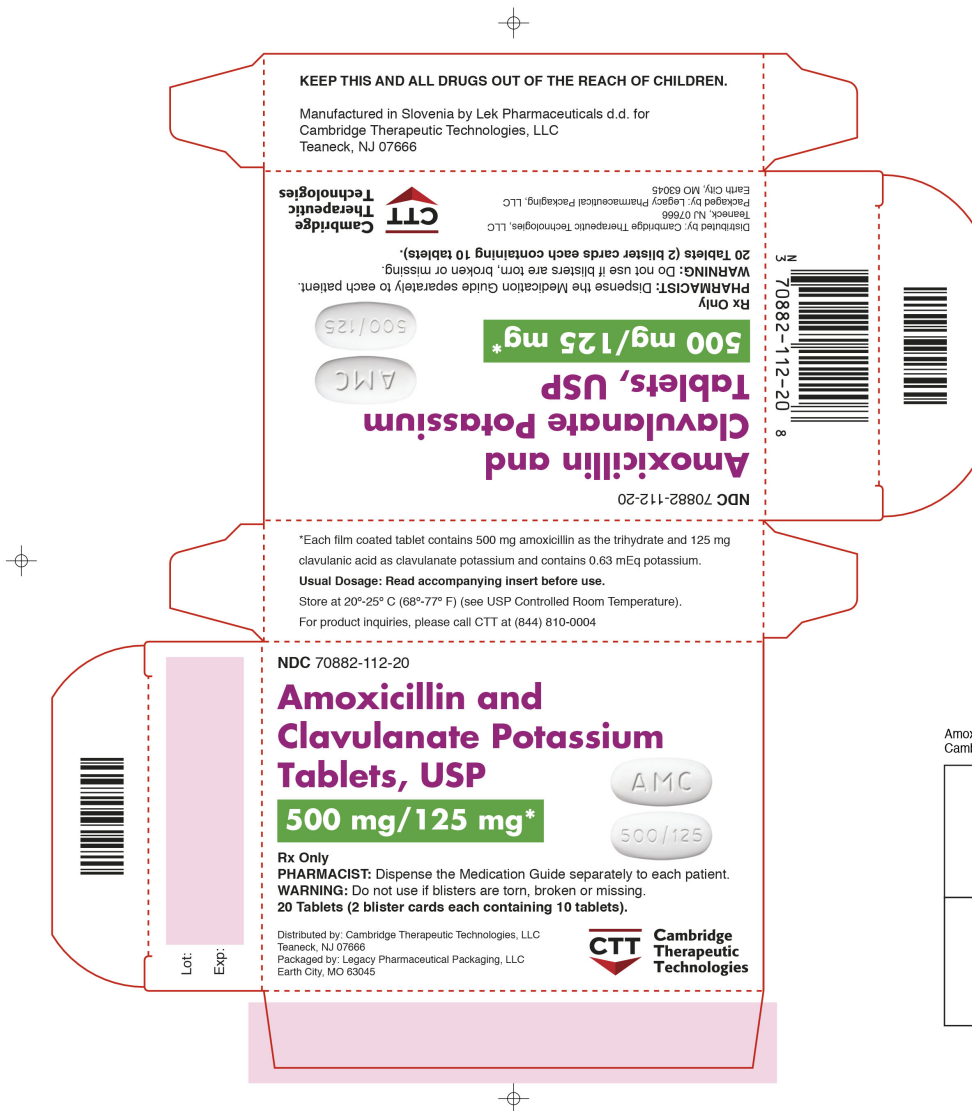 KEEP THIS AND ALL DRUGS OUT OF THE REACH OF CHILDREN.
Manufactured in Slovenia by Lek Pharmaceuticals d.d. for
Cambridge Therapeutic Technologies, LLC
Teaneck, NJ 07666
NDC 70882-112-20
Amoxicillin and
Clavulanate Potassium
Tablets, USP
500 mg/125 mg*
AMC
500/125
Rx Only
PHARMACIST: Dispense the Medication Guide separately to each patient.
WARNING: Do not use if blisters are torn, broken or missing.
20 Tablets (2 blister cards each containing 10 tablets).
Distributed by: Cambridge Therapeutic Technologies, LLC
Teaneck, NJ 07666
Packaged by: Legacy Pharmaceutical Packaging, LLC
Earth City, MO 63045
CTT
Cambridge
Therapeutic
Technologies
N
3 70882-112-20 8
*Each film coated tablet contains 500 mg amoxicillin as the trihydrate and 125 mg
clavulanic acid as clavulanate potassium and contains 0.63 mEq potassium.
Usual Dosage: Read accompanying insert before use.
Store at 20º-25º C (68º-77º F) (see USP Controlled Room Temperature).
For product inquiries, please call CTT at (844) 810-0004
NDC 70882-112-20
Amoxicillin and
Clavulanate Potassium
Tablets, USP
500 mg/125 mg*
AMC
500/125
Rx Only
PHARMACIST: Dispense the Medication Guide separately to each patient.
WARNING: Do not use if blisters are torn, broken or missing.
20 Tablets (2 blister cards each containing 10 tablets).
Distributed by: Cambridge Therapeutic Technologies, LLC
Teaneck, NJ 07666
Packaged by: Legacy Pharmaceutical Packaging, LLC
Earth City, MO 63045
CTT
Cambridge
Therapeutic
Technologies
Lot:
Exp: